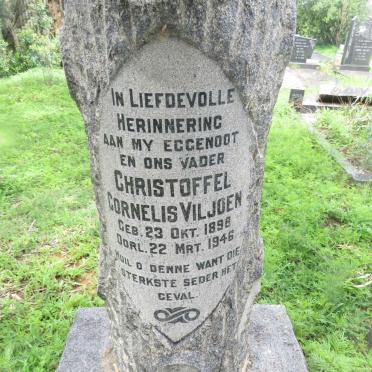 In Liefdevolle
Herinnering
aan my eggenoot
en ons vader
Christoffel
Cornelis Viljoen
Geb. 23 Okt. 1898
Oorl. 22 Mrt. 1946
Huil o denne want die
sterkste seder het
geval.